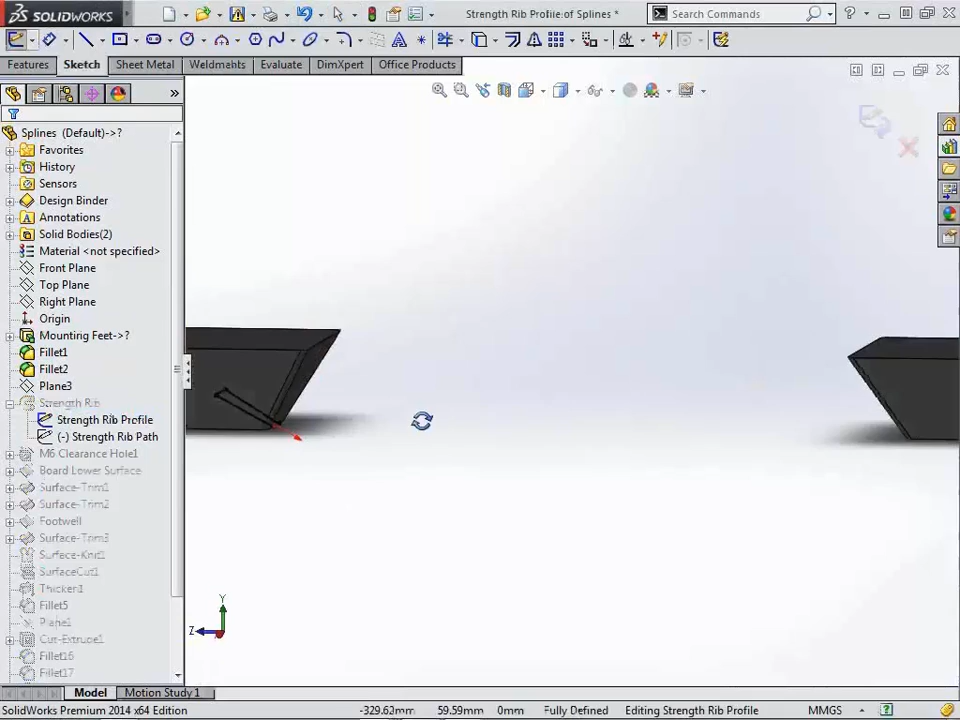 SOLIDWORKS
Strength Rib Profile of Splines *
Search Commands
Features
Sketch
Sheet Metal
Weldments
Evaluate
DimXpert
Office Products
Splines (Default)->?
Favorites
History
Sensors
Design Binder
Annotations
Solid Bodies(2)
Material <not specified>
Front Plane
Top Plane
Right Plane
Origin
Mounting Feet->?
Fillet1
Fillet2
Plane3
Strength Rib
Strength Rib Profile
(-) Strength Rib Path
M6 Clearance Hole1
Board Lower Surface
Surface-Trim1
Surface-Trim2
Footwell
Surface-Trim3
Surface-Knit1
SurfaceCut1
Thicken1
Fillet5
Plane1
Cut-Extrude1
Fillet16
Fillet17
Y
Z
Model
Motion Study 1
SolidWorks Premium 2014 x64 Edition
-329.62mm
59.59mm
0mm
Fully Defined
Editing Strength Rib Profile
MMGS